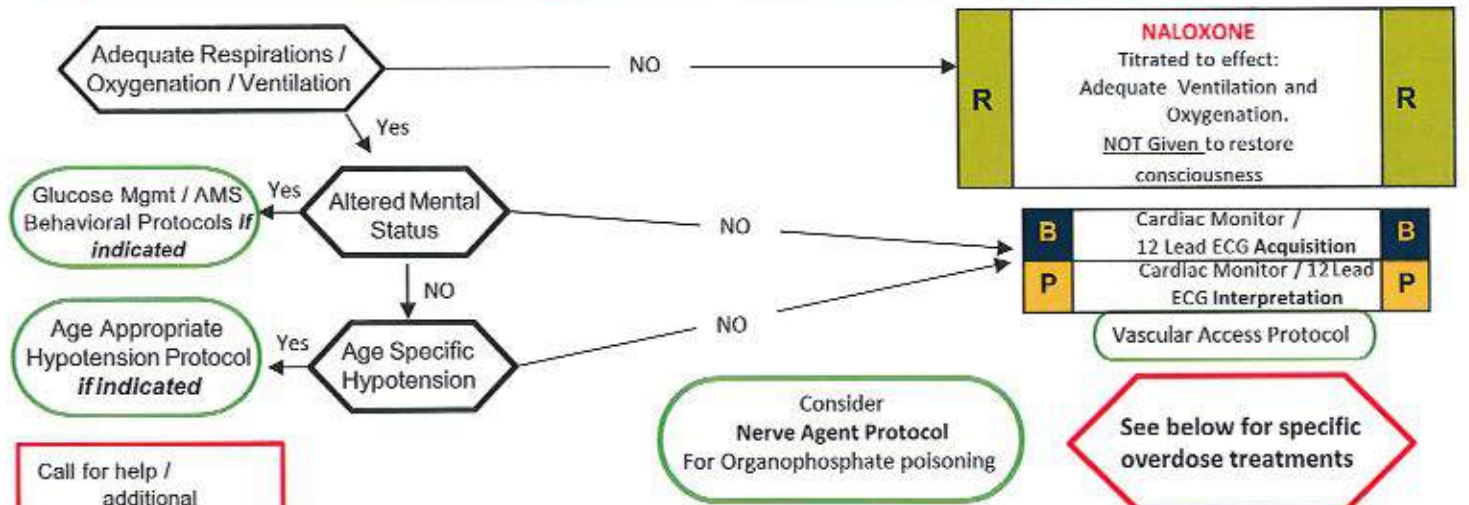 Adequate Respirations /
Oxygenation / Ventilation
NO
Yes
R
NALOXONE
Titrated to effect:
Adequate Ventilation and
Oxygenation.
NOT Given to restore
consciousness
R
Glucose Mgmt / AMS
Behavioral Protocols if
indicated
Yes
Altered Mental
Status
NO
NO
B
Cardiac Monitor /
12 Lead ECG Acquisition
B
P
Cardiac Monitor / 12 Lead
ECG Interpretation
P
Vascular Access Protocol
Age Appropriate
Hypotension Protocol
if indicated
Yes
Age Specific
Hypotension
NO
Consider
Nerve Agent Protocol
For Organophosphate poisoning
See below for specific
overdose treatments
Call for help /
additional